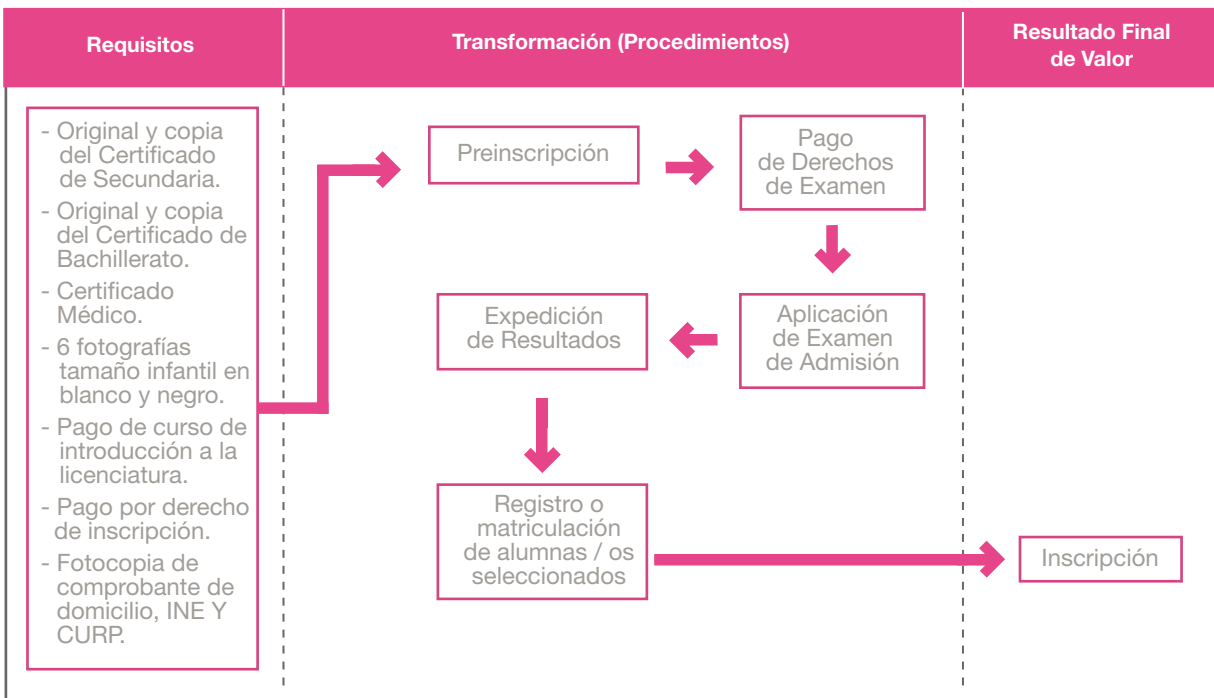 Requisitos
Transformación (Procedimientos)
Resultado Final
de Valor
- Original y copia
del Certificado
de Secundaria.
- Original y copia
del Certificado de
Bachillerato.
- Certificado
Médico.
- 6 fotografías
tamaño infantil en
blanco y negro.
- Pago de curso de
introducción a la
licenciatura.
- Pago por derecho
de inscripción.
- Fotocopia de
comprobante de
domicilio, INE Y
CURP.
Preinscripción
Pago
de Derechos
de Examen
Aplicación
de Examen
de Admisión
Expedición
de Resultados
Registro o
matriculación
de alumnas / os
seleccionados
Inscripción